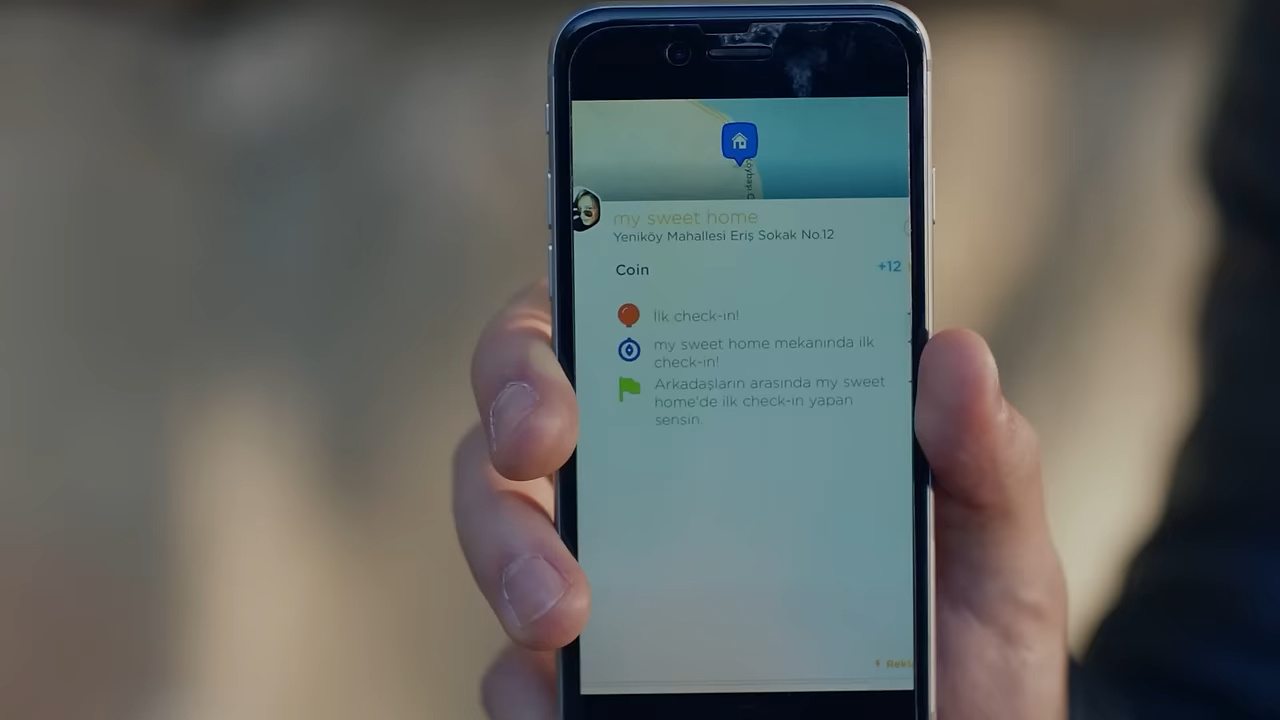 my sweet home
Yeniköy Mahallesi Eriş Sokak No.12
Coin
+12
İlk check-in!
my sweet home mekanında ilk
check-in!
Arkadaşların arasında my sweet
home'de ilk check-in yapan
sensin.